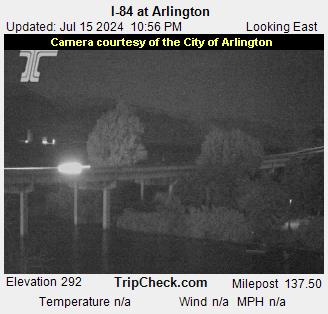 I-84 at Arlington
Updated: Jul 15 2024 10:56 PM Looking East
Camera courtesy of the City of Arlington
Elevation 292 TripCheck.com Milepost 137.50
Temperature n/a Wind n/a MPH n/a